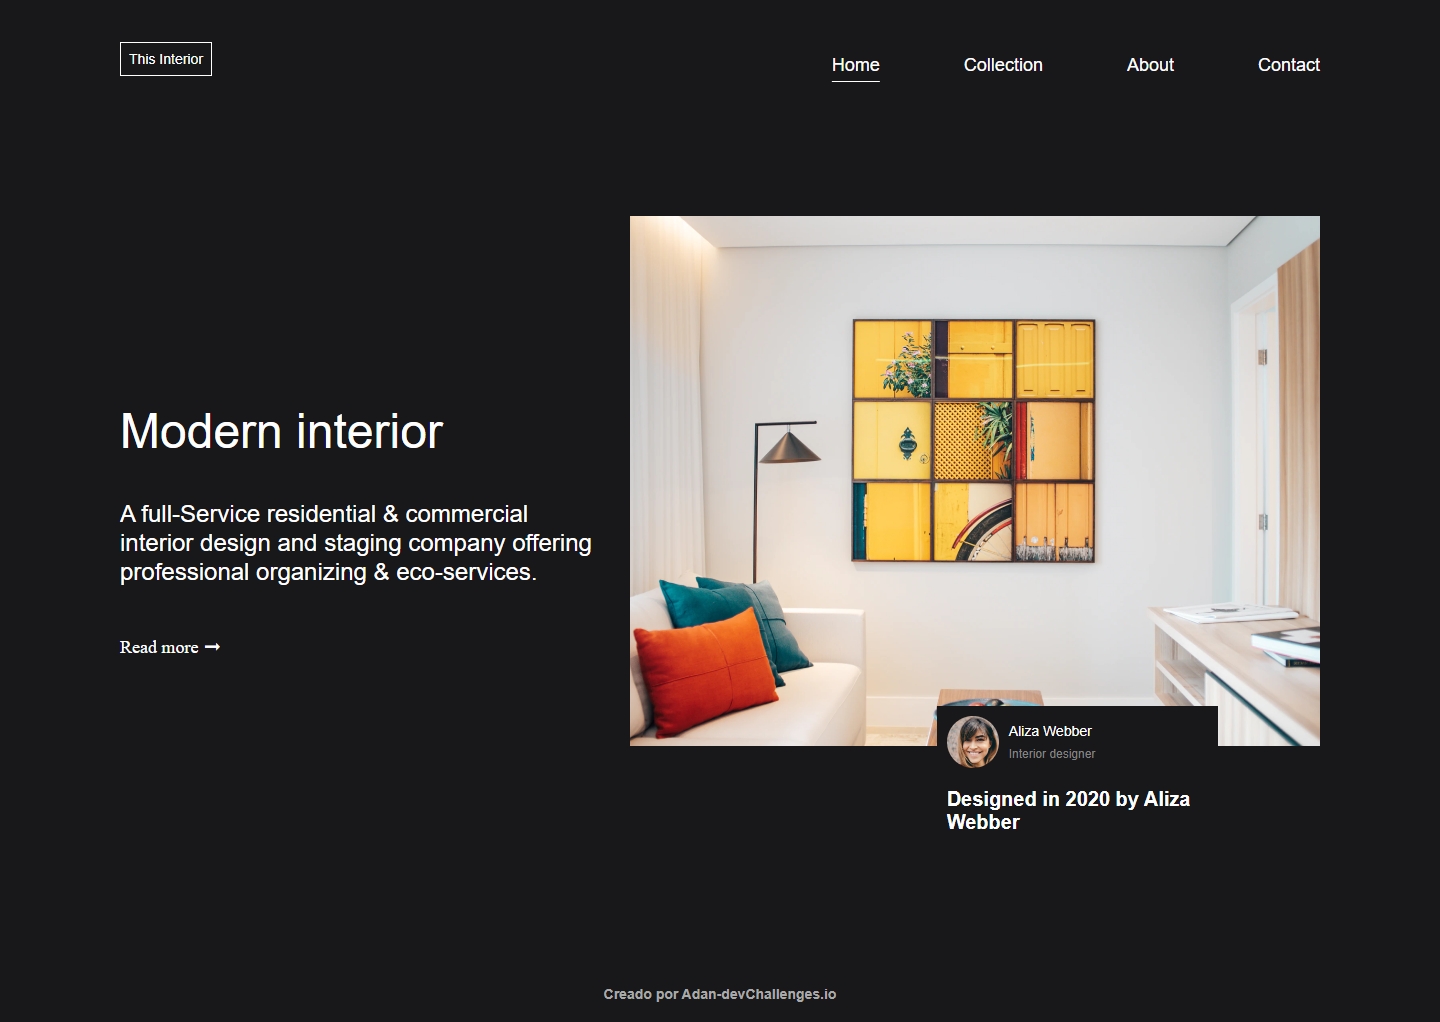 This Interior
Home
Collection
About
Contact
Modern interior
A full-Service residential & commercial
interior design and staging company offering
professional organizing & eco-services.
Read more ➞
Aliza Webber
Interior designer
Designed in 2020 by Aliza
Webber
Creado por Adan-devChallenges.io